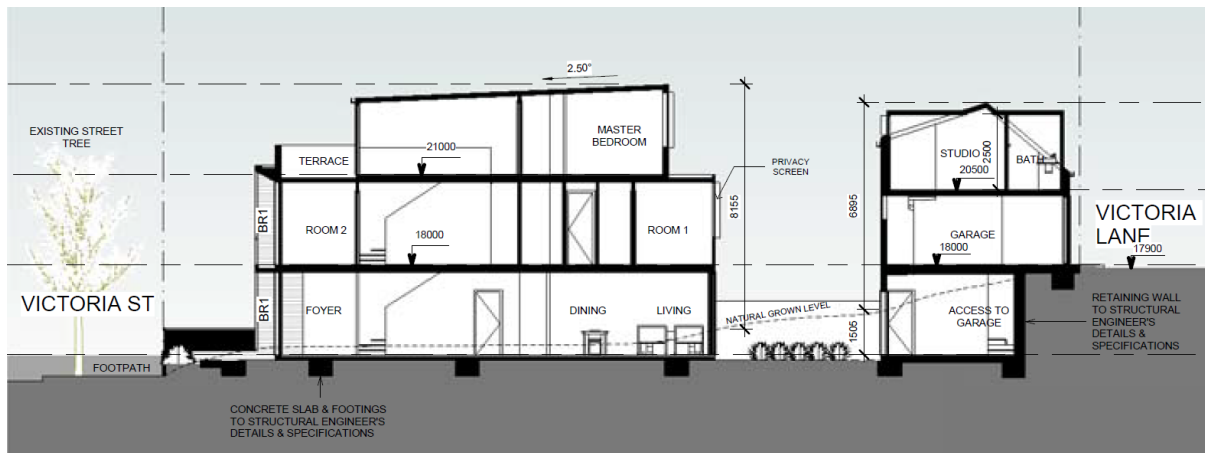 2.50°
EXISTING STREET
TREE
TERRACE
21000
MASTER
BEDROOM
PRIVACY
SCREEN
8155
6895
STUDIO
2500
BATH
20500
BR1
ROOM 2
18000
ROOM 1
GARAGE
18000
VICTORIA
LANE
17900
VICTORIA ST
BR1
FOYER
DINING
LIVING
NATURAL GROWN LEVEL
1505
ACCESS TO
GARAGE
RETAINING WALL
TO STRUCTURAL
ENGINEER'S
DETAILS &
SPECIFICATIONS
FOOTPATH
CONCRETE SLAB & FOOTINGS
TO STRUCTURAL ENGINEER'S
DETAILS & SPECIFICATIONS